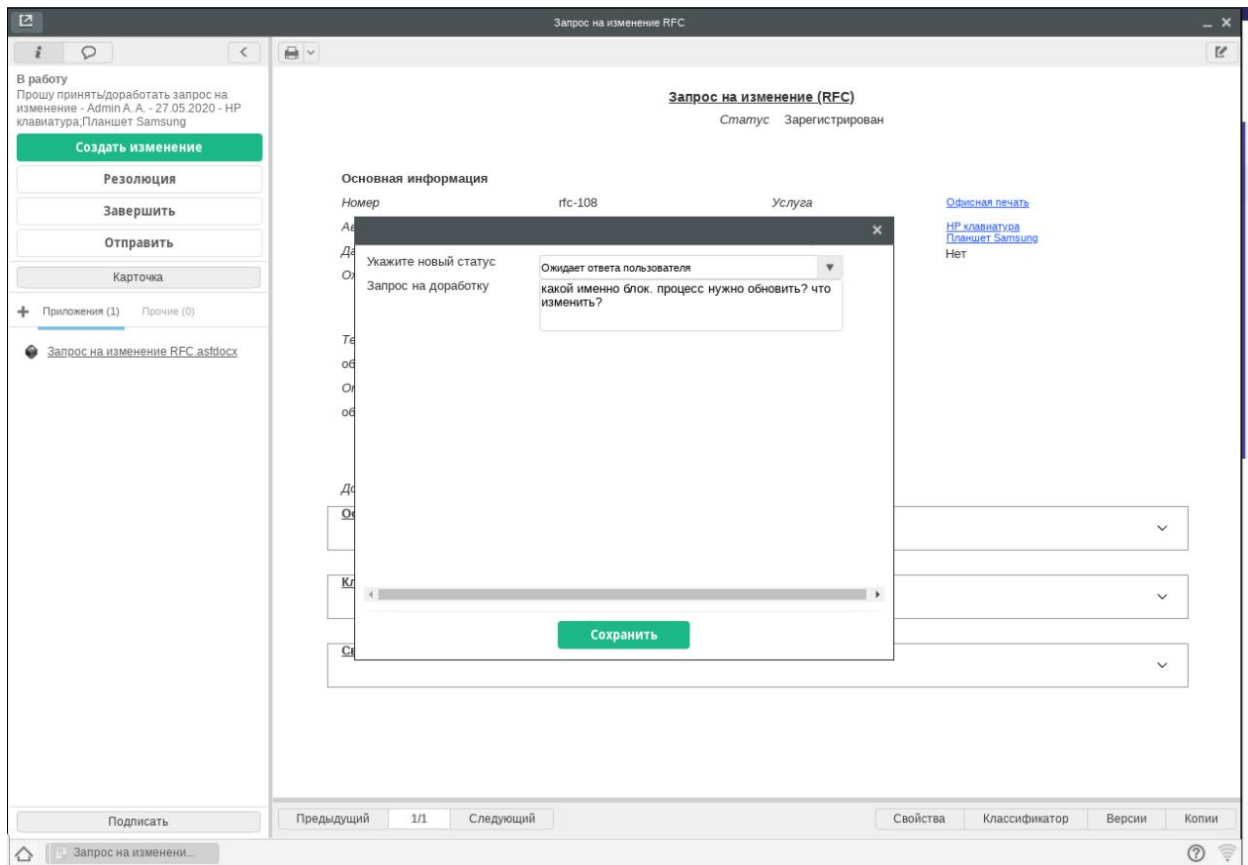 Запрос на изменение RFC
В работу
Прошу принять/доработать запрос на
изменение - Admin A. A. - 27.05.2020 - HP
клавиатура;Планшет Samsung
Создать изменение
Резолюция
Завершить
Отправить
Карточка
Приложения (1) Прочие (0)
Запрос на изменение RFC.asfdocx
Подписать
Запрос на изменение (RFC)
Статус Зарегистрирован
Основная информация
Номер rfc-108 Услуга Офисная печать
HP клавиатура
Планшет Samsung
Нет
Укажите новый статус Ожидает ответа пользователя
Запрос на доработку какой именно блок. процесс нужно обновить? что
изменить?
Сохранить
Предыдущий 1/1 Следующий Свойства Классификатор Версии Копии
Запрос на изменени...